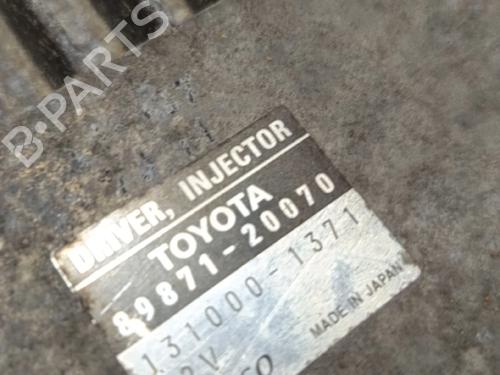 B-PARTS
DRIVER, INJECTOR
TOYOTA
89871-20070
131000-1371
MADE IN JAPAN